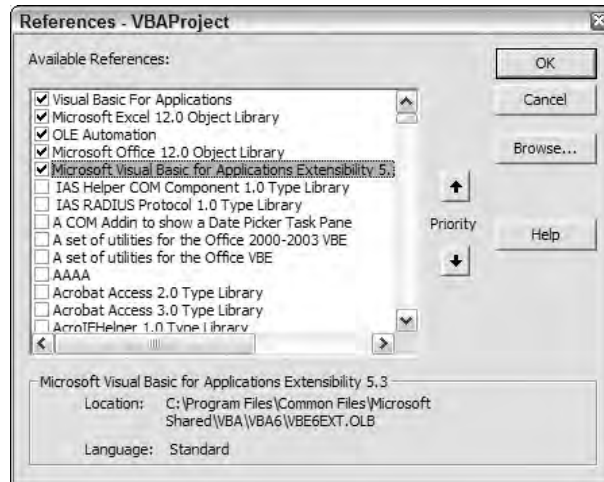 References - VBAProject
Available References:
Visual Basic For Applications
Microsoft Excel 12.0 Object Library
OLE Automation
Microsoft Office 12.0 Object Library
Microsoft Visual Basic for Applications Extensibility 5.
IAS Helper COM Component 1.0 Type Library
IAS RADIUS Protocol 1.0 Type Library
A COM Addin to show a Date Picker Task Pane
A set of utilities for the Office 2000-2003 VBE
A set of utilities for the Office VBE
AAAA
Acrobat Access 2.0 Type Library
Acrobat Access 3.0 Type Library
AcroIEHelper 1.0 Type Library
OK
Cancel
Browse...
Priority
Help
Microsoft Visual Basic for Applications Extensibility 5.3
Location: C:\Program Files\Common Files\Microsoft
Shared\VBA\VBA6\VBE6EXT.OLB
Language: Standard